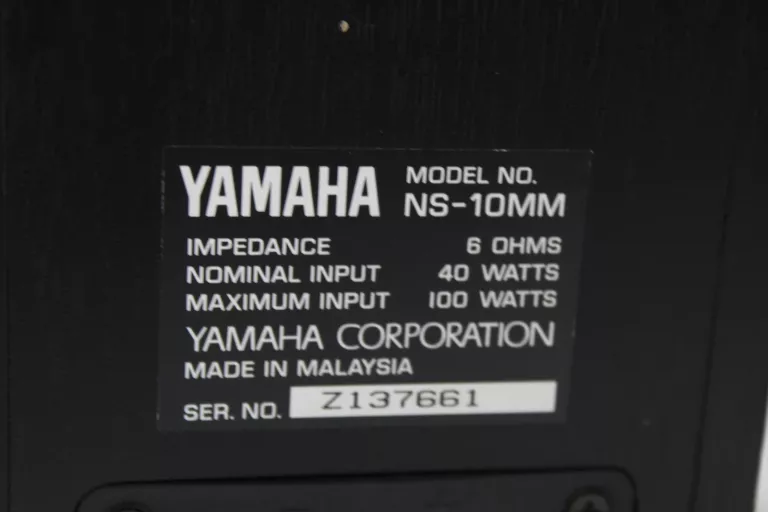 YAMAHA MODEL NO. NS-10MM
IMPEDANCE 6 OHMS
NOMINAL INPUT 40 WATTS
MAXIMUM INPUT 100 WATTS
YAMAHA CORPORATION
MADE IN MALAYSIA
SER. NO. Z137661